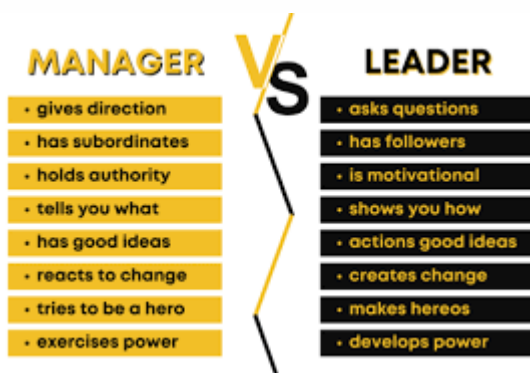 MANAGER
VS
LEADER
• gives direction
• has subordinates
• holds authority
• tells you what
• has good ideas
• reacts to change
• tries to be a hero
• exercises power
• asks questions
• has followers
• is motivational
• shows you how
• actions good ideas
• creates change
• makes hereos
• develops power